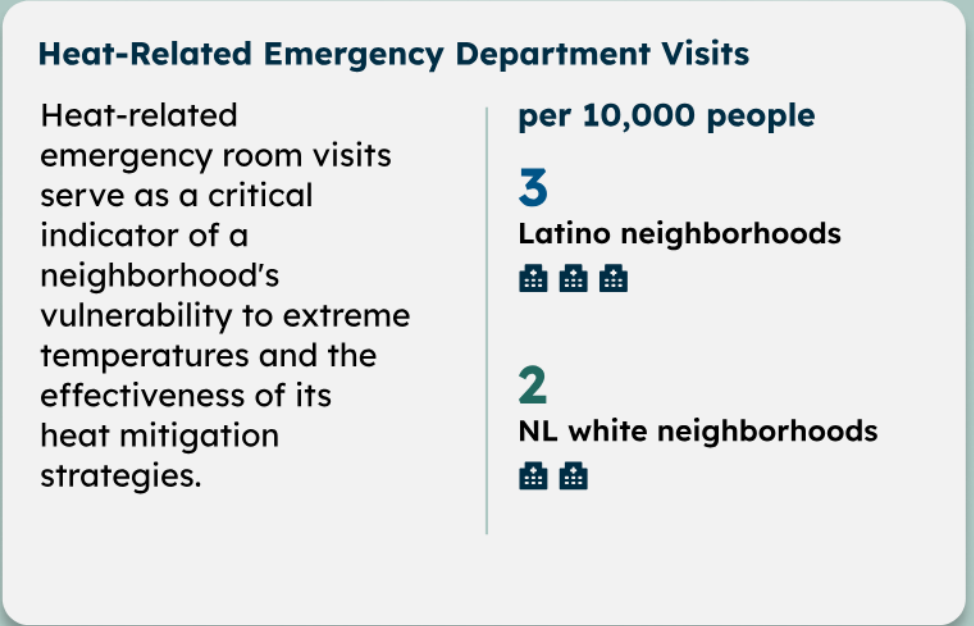 Heat-Related Emergency Department Visits
Heat-related
emergency room visits
serve as a critical
indicator of a
neighborhood's
vulnerability to extreme
temperatures and the
effectiveness of its
heat mitigation
strategies.
per 10,000 people
3
Latino neighborhoods
2
NL white neighborhoods